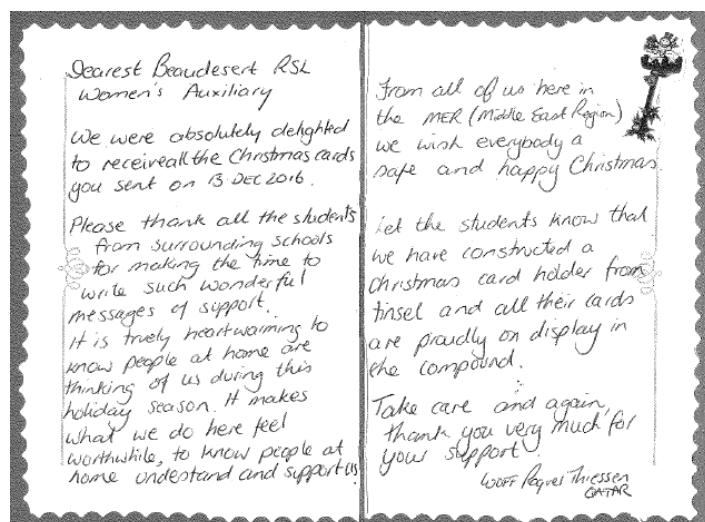 Dearest Beaudesert RSL
Women's Auxiliary
We were absolutely delighted
to receive all the Christmas cards
you sent on 13 DEC 2016.
Please thank all the students
from surrounding schools
for making the time to
write such wonderful
messages of support.
It is truely heartwarming to
know people at home are
thinking of us during this
holiday season. It makes
what we do here feel
worthwhile, to know people at
home understand and support us.
From all of us here in
the MER (Middle East Region)
we wish everybody a
safe and happy Christmas.
Let the students know that
we have constructed a
Christmas card holder from
tinsel and all their cards
are proudly on display in
the compound.
Take care and again,
thank you very much for
your support.
WOFF Thiessen
QATAR